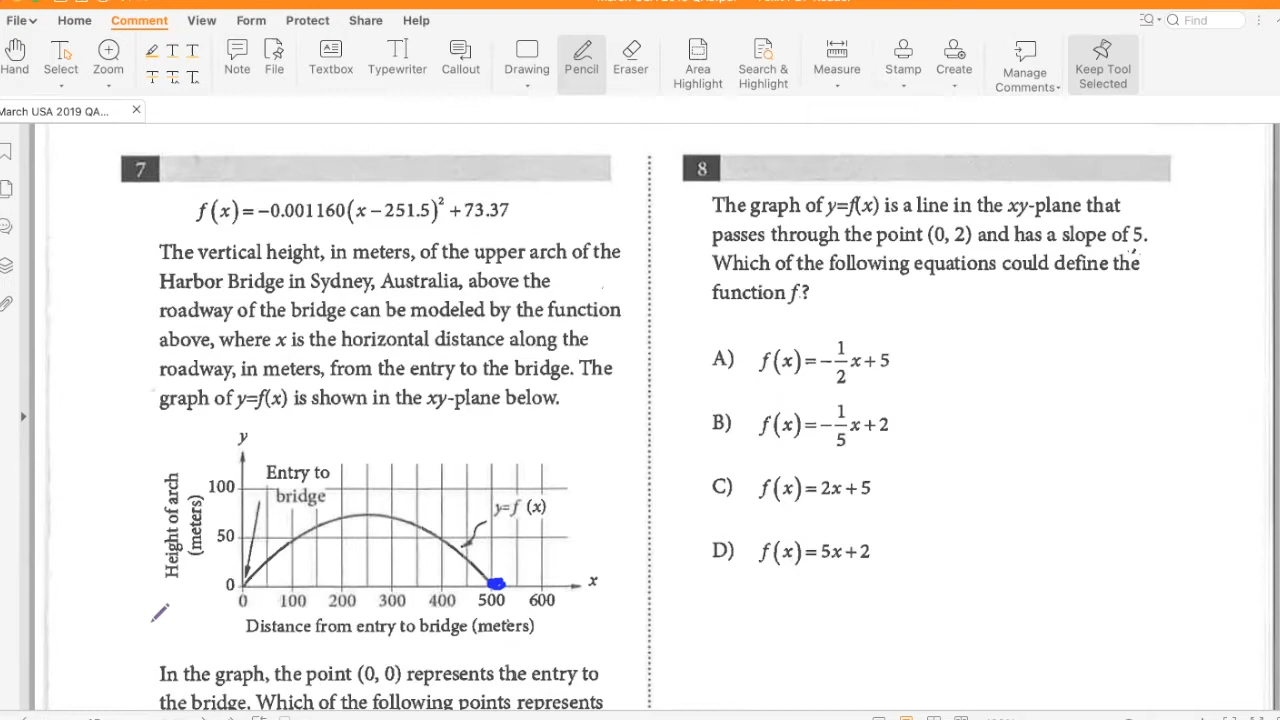 File Home Comment View Form Protect Share Help Find
Hand Select Zoom Note File Textbox Typewriter Callout Drawing Pencil Eraser Area Highlight Search & Highlight Measure Stamp Create Manage Comments Keep Tool Selected
March USA 2019 QA...
7
f(x)=−0.001160(x−251.5)²+73.37
The vertical height, in meters, of the upper arch of the
Harbor Bridge in Sydney, Australia, above the
roadway of the bridge can be modeled by the function
above, where x is the horizontal distance along the
roadway, in meters, from the entry to the bridge. The
graph of y=f(x) is shown in the xy-plane below.
y
Height of arch
(meters)
100
50
0
Entry to
bridge
y=f (x)
x
0 100 200 300 400 500 600
Distance from entry to bridge (meters)
In the graph, the point (0, 0) represents the entry to
the bridge. Which of the following points represents
8
The graph of y=f(x) is a line in the xy-plane that
passes through the point (0, 2) and has a slope of 5.
Which of the following equations could define the
function f?
A) f(x)=−1/2x+5
B) f(x)=−1/5x+2
C) f(x)=2x+5
D) f(x)=5x+2